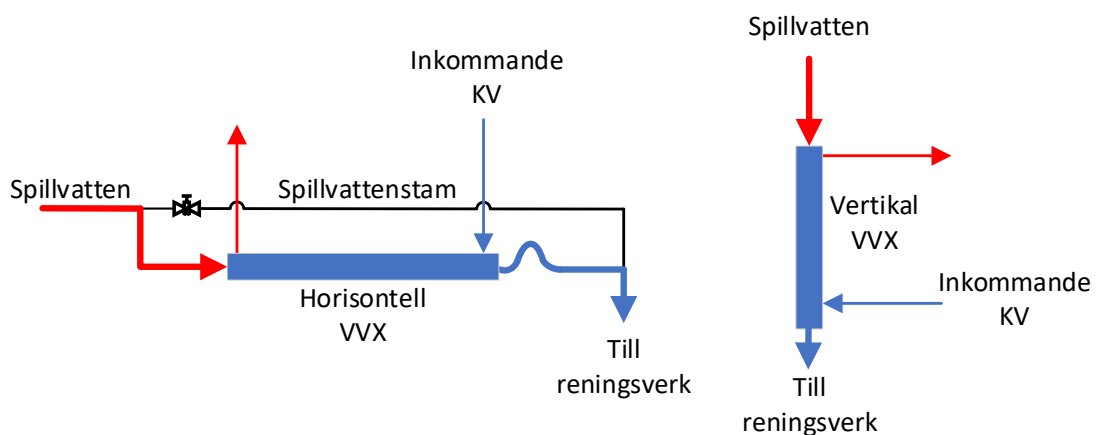 Inkommande
KV
Spillvatten
Spillvattenstam
Horisontell
VVX
Till
reningsverk
Spillvatten
Vertikal
VVX
Inkommande
KV
Till
reningsverk